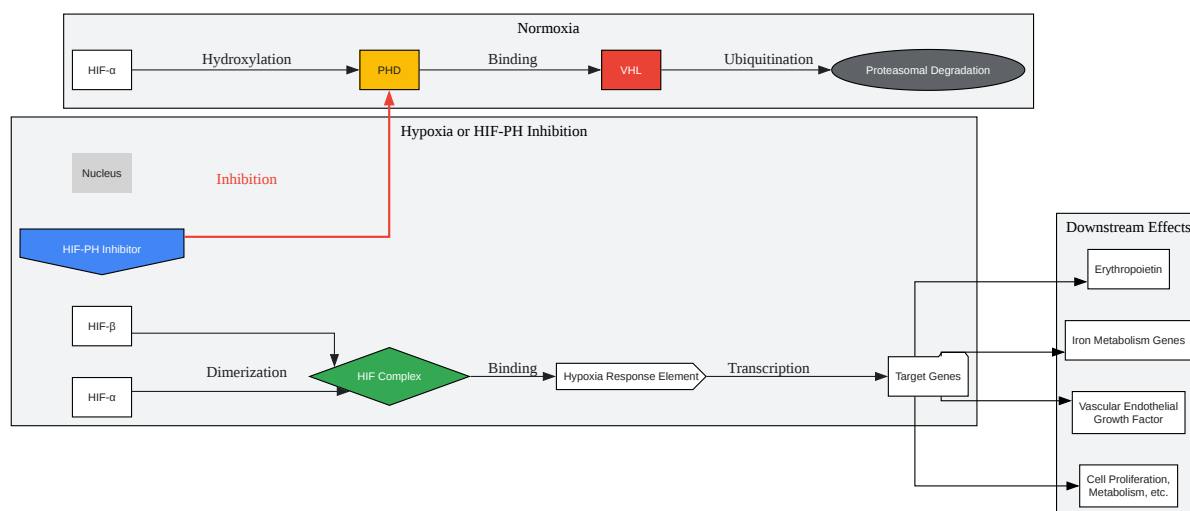 Normoxia
HIF-α
Hydroxylation
PHD
Binding
VHL
Ubiquitination
Proteasomal Degradation
Hypoxia or HIF-PH Inhibition
Nucleus
Inhibition
HIF-PH Inhibitor
HIF-β
HIF-α
Dimerization
HIF Complex
Binding
Hypoxia Response Element
Transcription
Target Genes
Downstream Effects
Erythropoietin
Iron Metabolism Genes
Vascular Endothelial
Growth Factor
Cell Proliferation,
Metabolism, etc.